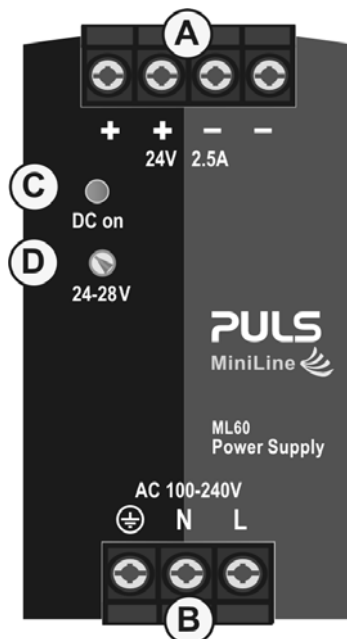 A
+ + − −
24V 2.5A
C
DC on
D
24-28V
PULS
MiniLine
ML60
Power Supply
AC 100-240V
N L
B